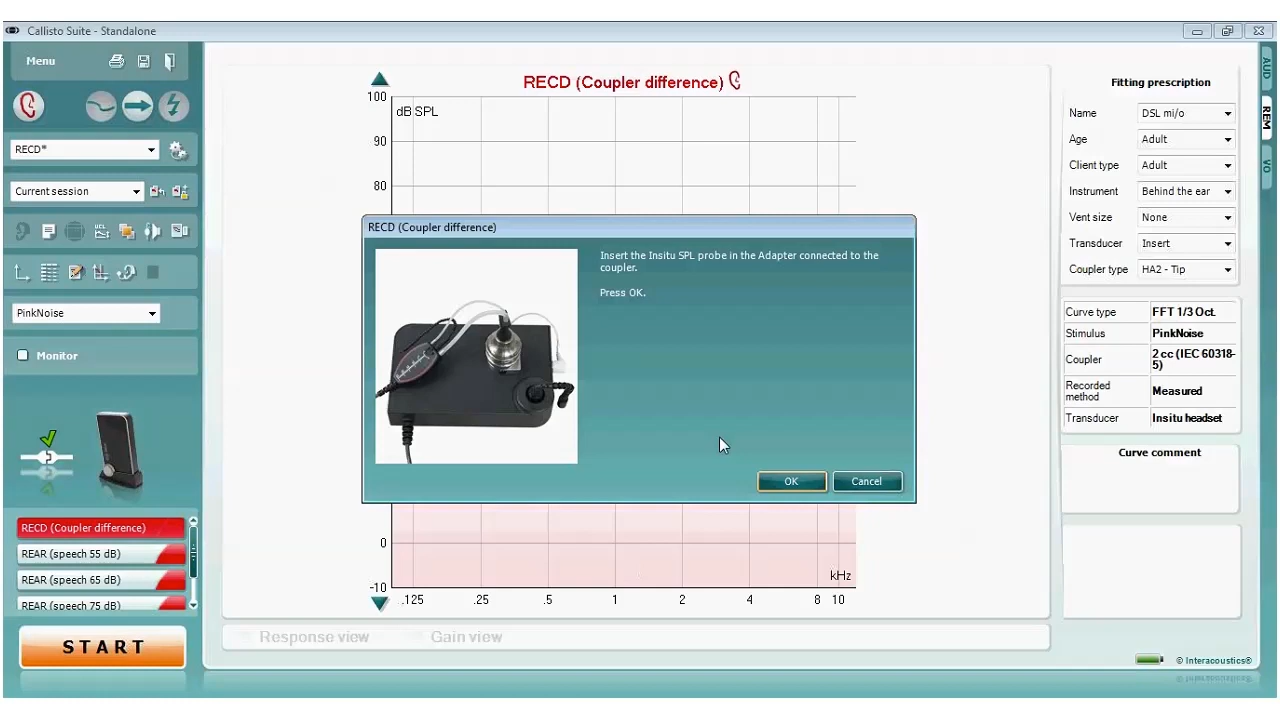 Callisto Suite - Standalone
Menu
RECD*
Current session
UCL
PinkNoise
Monitor
RECD (Coupler difference)
REAR (speech 55 dB)
REAR (speech 65 dB)
REAR (speech 75 dB)
START
RECD (Coupler difference)
dB SPL
100
90
80
0
-10
kHz
.125 .25 .5 1 2 4 8 10
RECD (Coupler difference)
Insert the Insitu SPL probe in the Adapter connected to the
coupler.
Press OK.
OK Cancel
Response view Gain view
Fitting prescription
Name DSL mi/o
Age Adult
Client type Adult
Instrument Behind the ear
Vent size None
Transducer Insert
Coupler type HA2 - Tip
Curve type FFT 1/3 Oct.
Stimulus PinkNoise
Coupler 2 cc (IEC 60318-
5)
Recorded
method Measured
Transducer Insitu headset
Curve comment
© Interacoustics®
AUD
REM
VO